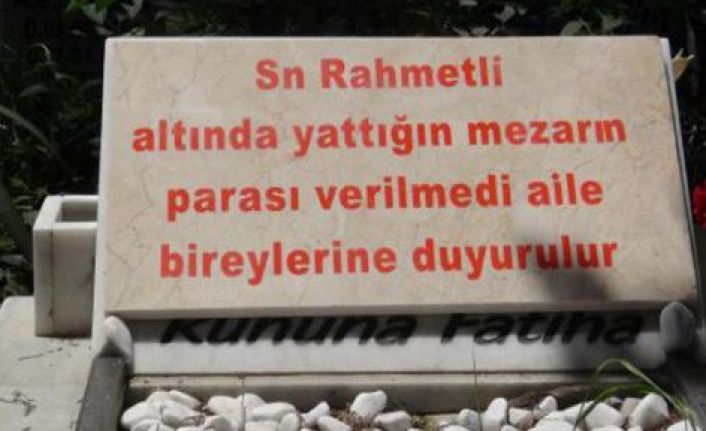 Sn Rahmetli
altında yattığın mezarın
parası verilmedi aile
bireylerine duyurulur
Ruhuna Fatiha